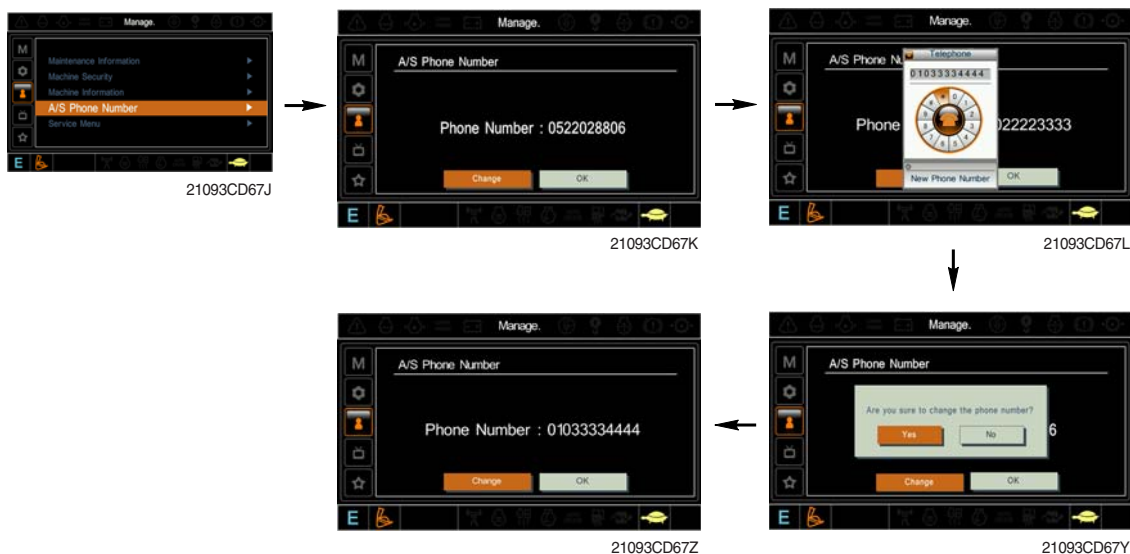 Manage.
M
Maintenance Information
Machine Security
Machine Information
A/S Phone Number
Service Menu
E
21093CD67J
Manage.
M
A/S Phone Number
Phone Number : 0522028806
Change
OK
E
21093CD67K
Manage.
M
A/S Phone Nu
Telephone
01033334444
Phone
022223333
0
New Phone Number
OK
E
21093CD67L
Manage.
M
A/S Phone Number
Phone Number : 01033334444
Change
OK
E
21093CD67Z
Manage.
M
A/S Phone Number
Are you sure to change the phone number?
Yes
No
6
Change
OK
E
21093CD67Y